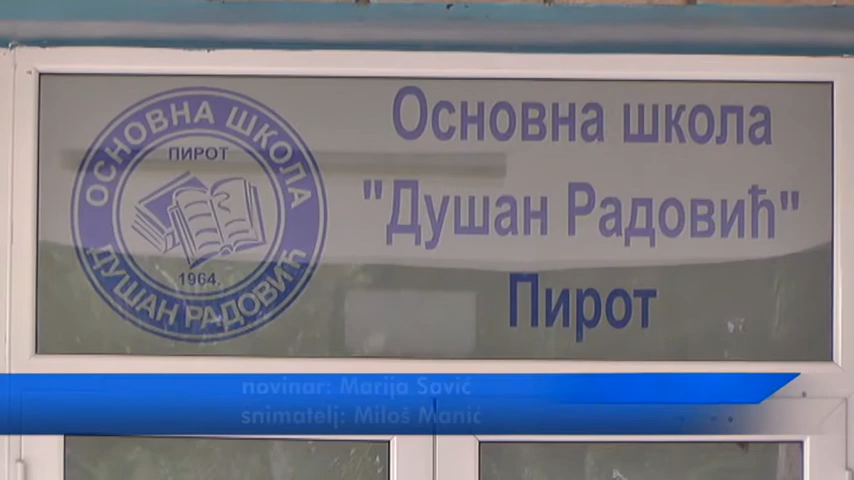 ОСНОВНА ШКОЛА
ПИРОТ
1964.
ДУШАН РАДОВИЋ
Основна школа
"Душан Радовић"
Пирот
novinar: Marija Savić
snimatelj: Miloš Manić